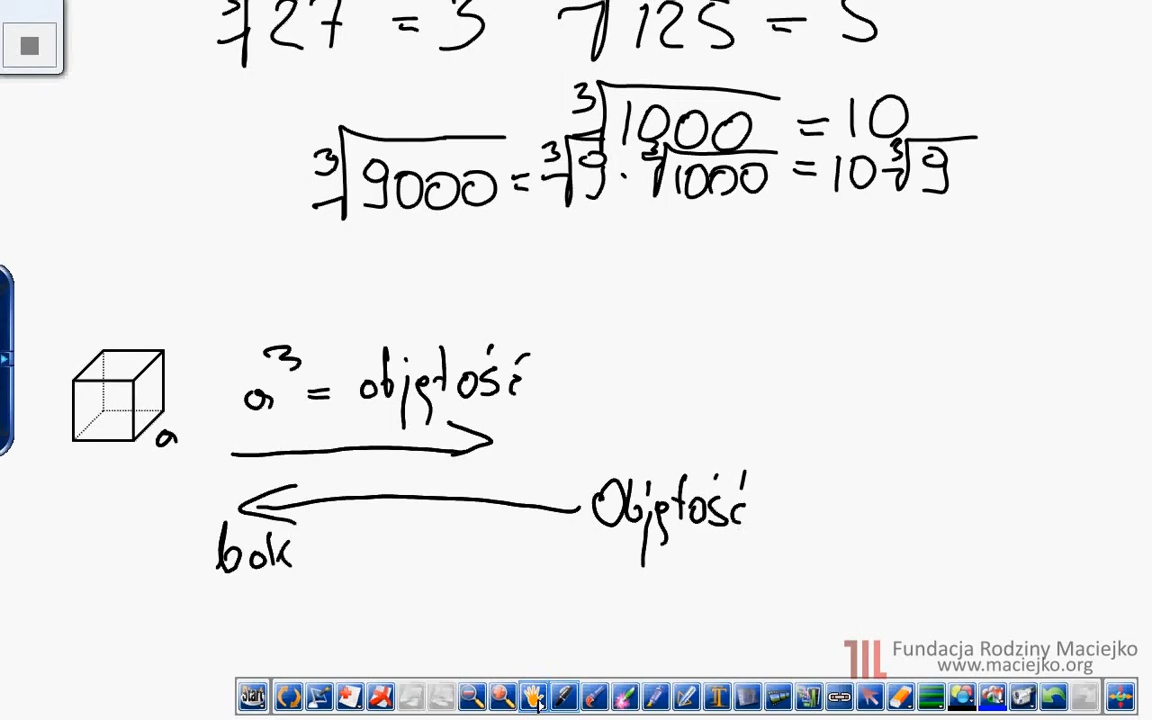 ∛27 = 3 ∛125 = 5
∛1000 = 10
∛9000 = ∛9 · ∛1000 = 10∛9
a³ = objętość
a
Objętość
bok
Fundacja Rodziny Maciejko
www.maciejko.org
Start